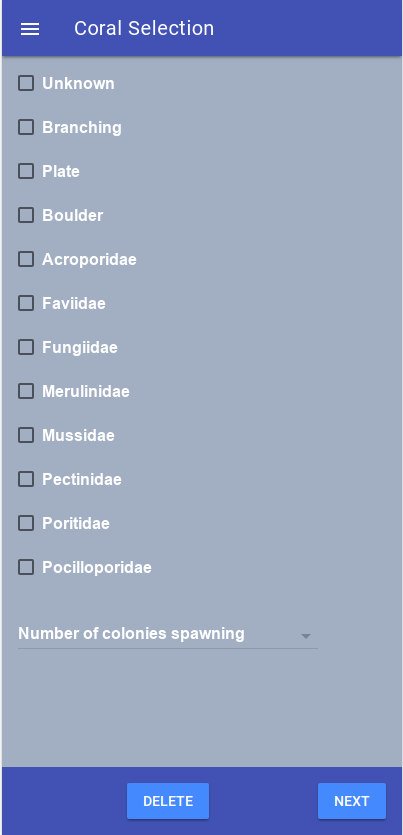 Coral Selection
Unknown
Branching
Plate
Boulder
Acroporidae
Faviidae
Fungiidae
Merulinidae
Mussidae
Pectinidae
Poritidae
Pocilloporidae
Number of colonies spawning
DELETE NEXT